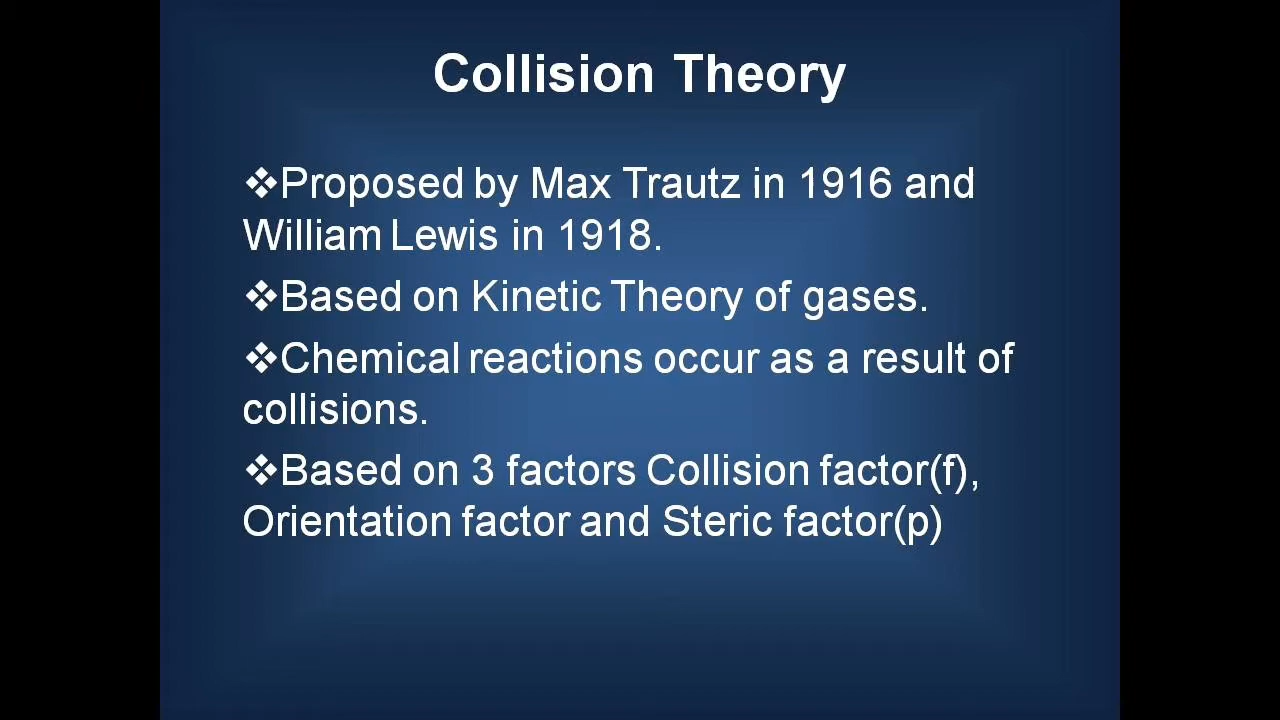 Collision Theory
❖Proposed by Max Trautz in 1916 and
William Lewis in 1918.
❖Based on Kinetic Theory of gases.
❖Chemical reactions occur as a result of
collisions.
❖Based on 3 factors Collision factor(f),
Orientation factor and Steric factor(p)